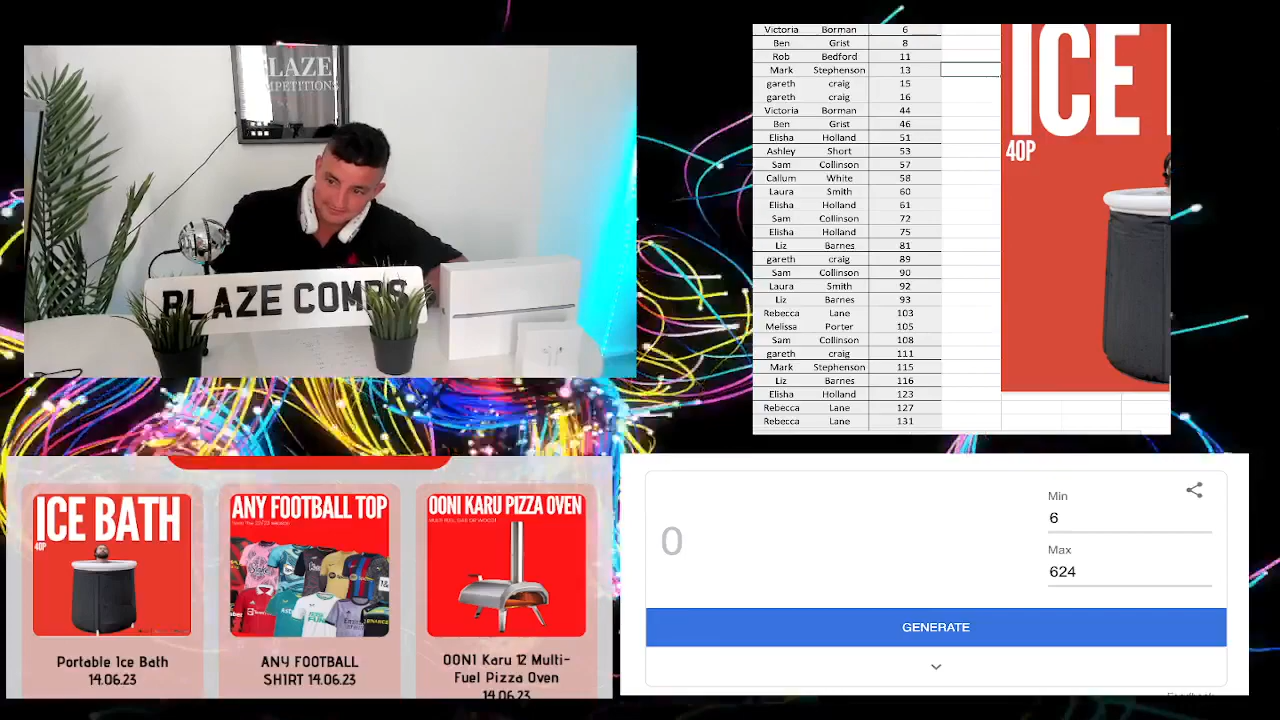 BLAZE
COMPETITIONS
BLAZE COMPS
Victoria Borman 6
Ben Grist 8
Rob Bedford 11
Mark Stephenson 13
gareth craig 15
gareth craig 16
Victoria Borman 44
Ben Grist 46
Elisha Holland 51
Ashley Short 53
Sam Collinson 57
Callum White 58
Laura Smith 60
Elisha Holland 61
Sam Collinson 72
Elisha Holland 75
Liz Barnes 81
gareth craig 89
Sam Collinson 90
Laura Smith 92
Liz Barnes 93
Rebecca Lane 103
Melissa Porter 105
Sam Collinson 108
gareth craig 111
Mark Stephenson 115
Liz Barnes 116
Elisha Holland 123
Rebecca Lane 127
Rebecca Lane 131
ICE
40P
ICE BATH
40P
Portable Ice Bath
14.06.23
ANY FOOTBALL TOP
ANY FOOTBALL
SHIRT 14.06.23
OONI KARU PIZZA OVEN
OONI Karu 12 Multi-
Fuel Pizza Oven
14.06.23
0
Min
6
Max
624
GENERATE
Feedback